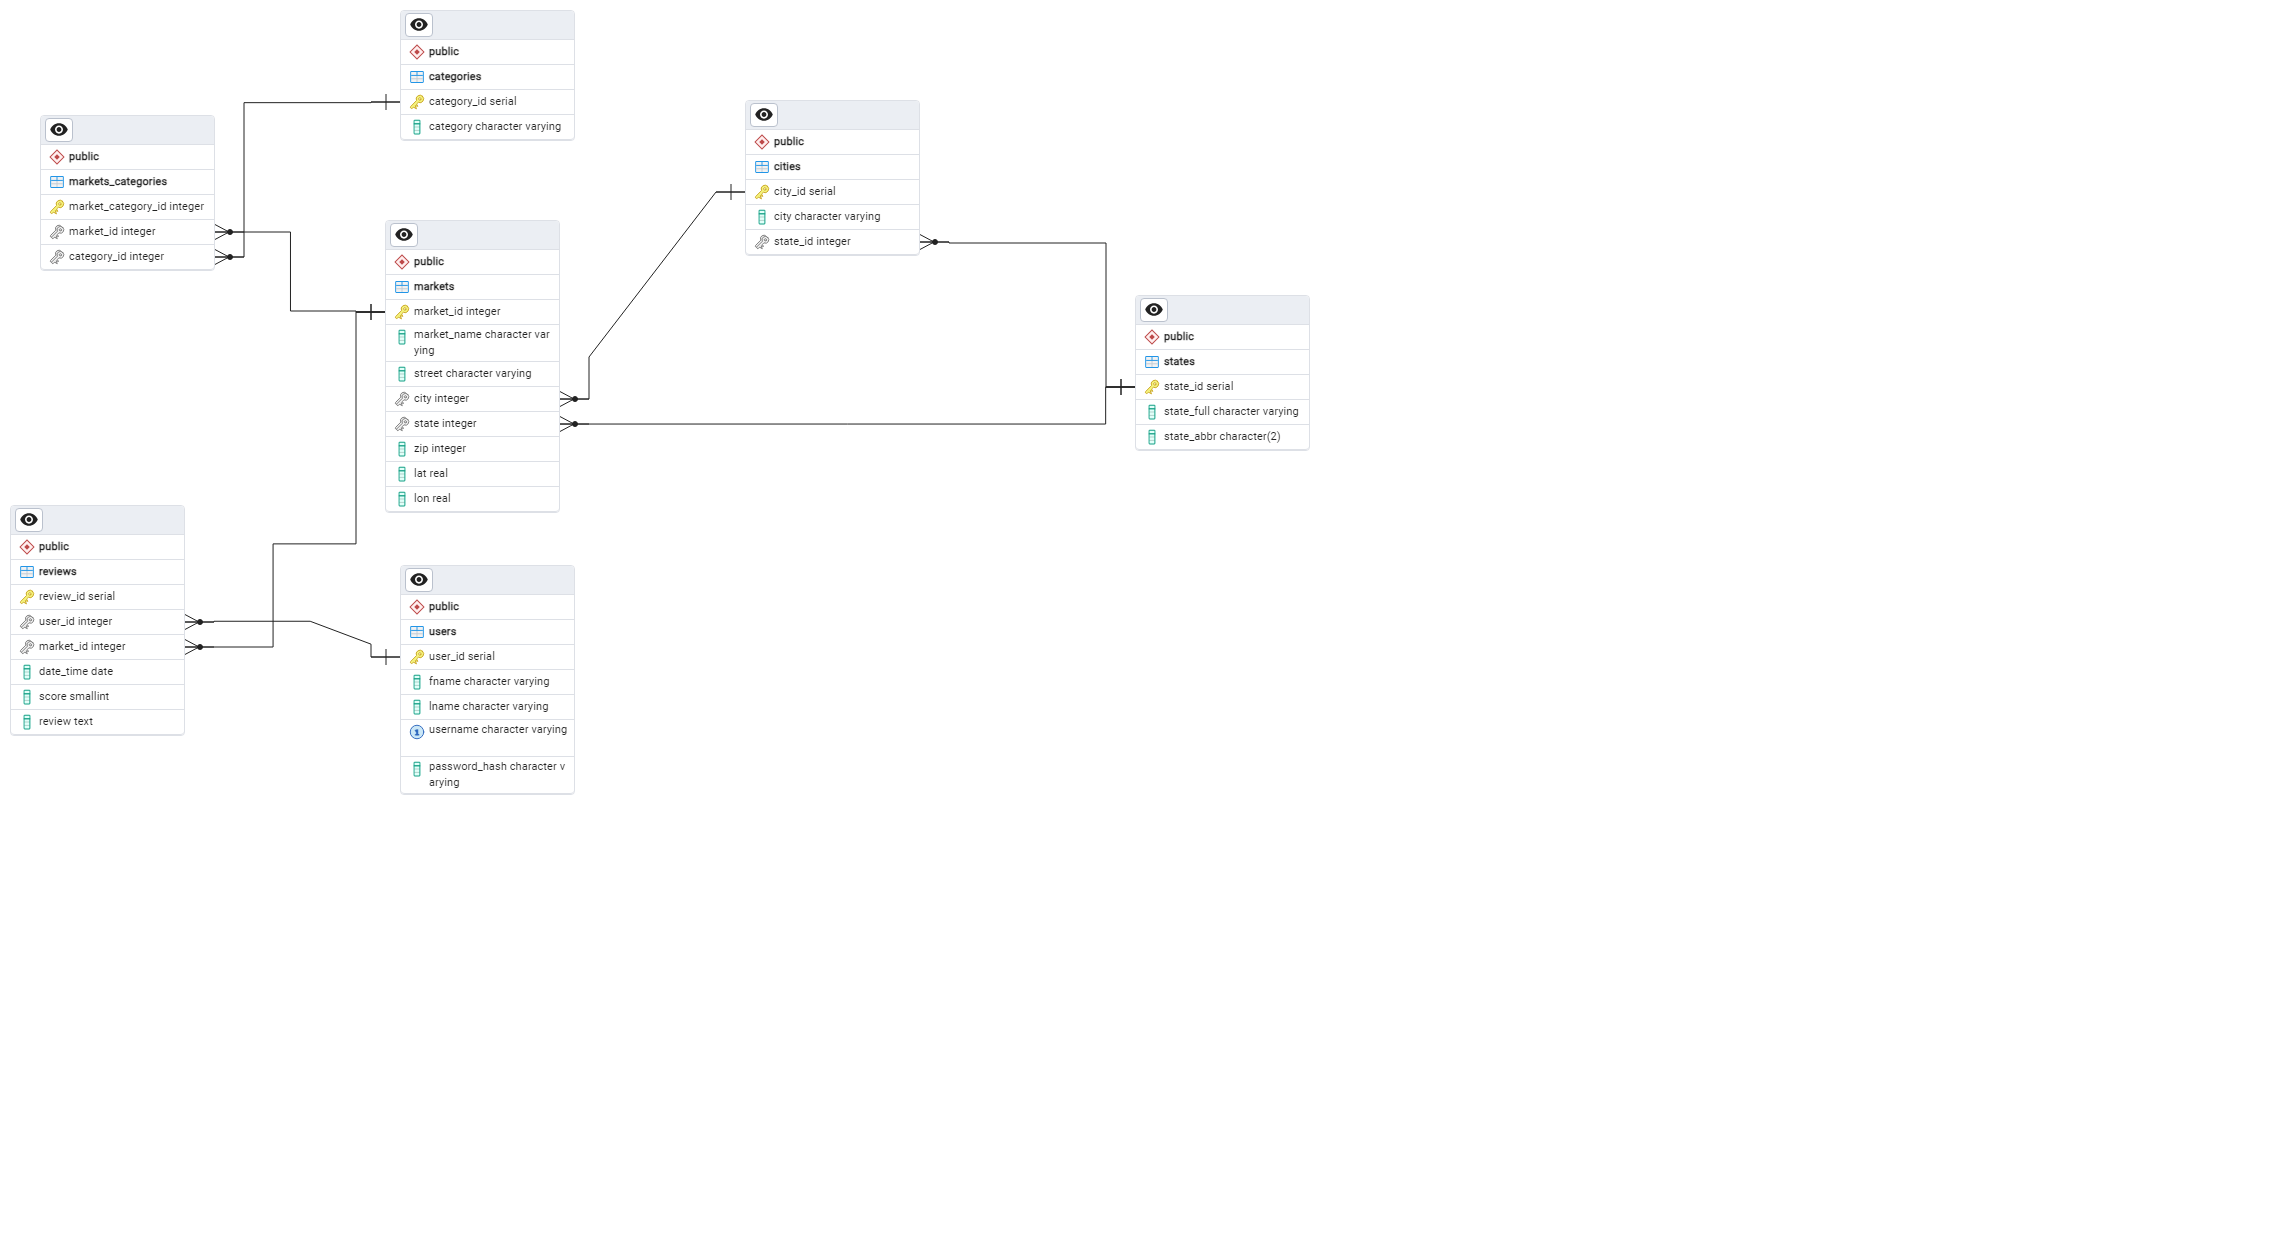 public
categories
category_id serial
category character varying
public
markets_categories
market_category_id integer
market_id integer
category_id integer
public
cities
city_id serial
city character varying
state_id integer
public
markets
market_id integer
market_name character var
ying
street character varying
city integer
state integer
zip integer
lat real
lon real
public
states
state_id serial
state_full character varying
state_abbr character(2)
public
reviews
review_id serial
user_id integer
market_id integer
date_time date
score smallint
review text
public
users
user_id serial
fname character varying
lname character varying
1
username character varying
password_hash character v
arying